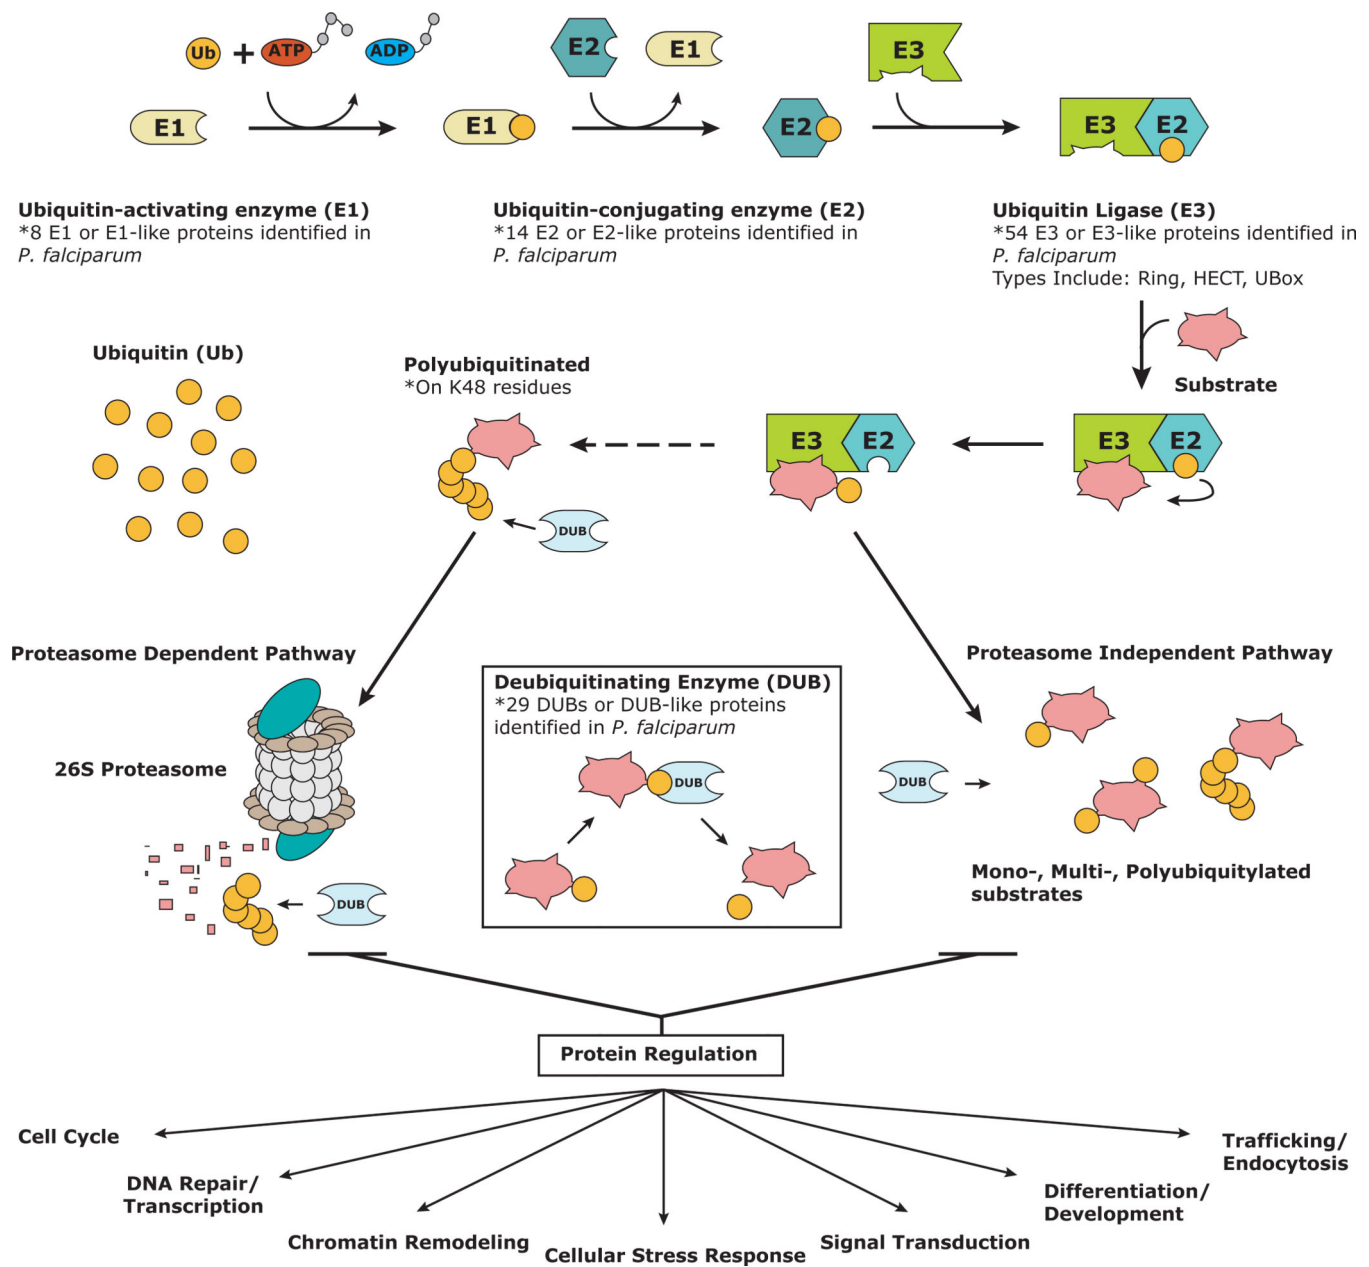 Ub + ATP ADP
E2 E1
E3
E1
E1
E2
E3 E2
Ubiquitin-activating enzyme (E1)
*8 E1 or E1-like proteins identified in
P. falciparum
Ubiquitin-conjugating enzyme (E2)
*14 E2 or E2-like proteins identified in
P. falciparum
Ubiquitin Ligase (E3)
*54 E3 or E3-like proteins identified in
P. falciparum
Types Include: Ring, HECT, UBox
Substrate
Ubiquitin (Ub)
Polyubiquitinated
*On K48 residues
DUB
E3 E2
E3 E2
Proteasome Dependent Pathway
26S Proteasome
DUB
Deubiquitinating Enzyme (DUB)
*29 DUBs or DUB-like proteins
identified in P. falciparum
DUB
Proteasome Independent Pathway
DUB
Mono-, Multi-, Polyubiquitylated
substrates
Protein Regulation
Cell Cycle
DNA Repair/
Transcription
Chromatin Remodeling
Cellular Stress Response
Signal Transduction
Differentiation/
Development
Trafficking/
Endocytosis